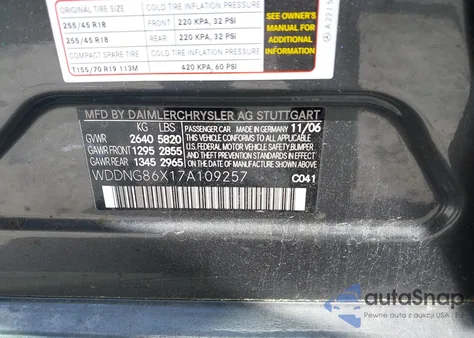 ORIGINAL TIRE SIZE COLD TIRE INFLATION PRESSURE
255/45 R18 FRONT 220 KPA, 32 PSI
255/45 R18 REAR 220 KPA, 32 PSI
COMPACT SPARE TIRE COLD TIRE INFLATION PRESSURE
T155/70 R19 113M 420 KPA, 60 PSI
SEE OWNER'S
MANUAL FOR
ADDITIONAL
INFORMATION
MFD BY DAIMLERCHRYSLER AG STUTTGART
KG LBS PASSENGER CAR MADE IN GERMANY 11/06
GVWR 2640 5820 THIS VEHICLE CONFORMS TO ALL APPLICABLE
GAWR FRONT 1295 2855 U.S. FEDERAL MOTOR VEHICLE SAFETY, BUMPER,
GAWR REAR 1345 2965 AND THEFT PREVENTION STANDARDS IN EFFECT ON THE
DATE OF MANUFACTURE SHOWN ABOVE.
WDDNG86X17A109257 C041
autoSnap
Pewne auta z USA i